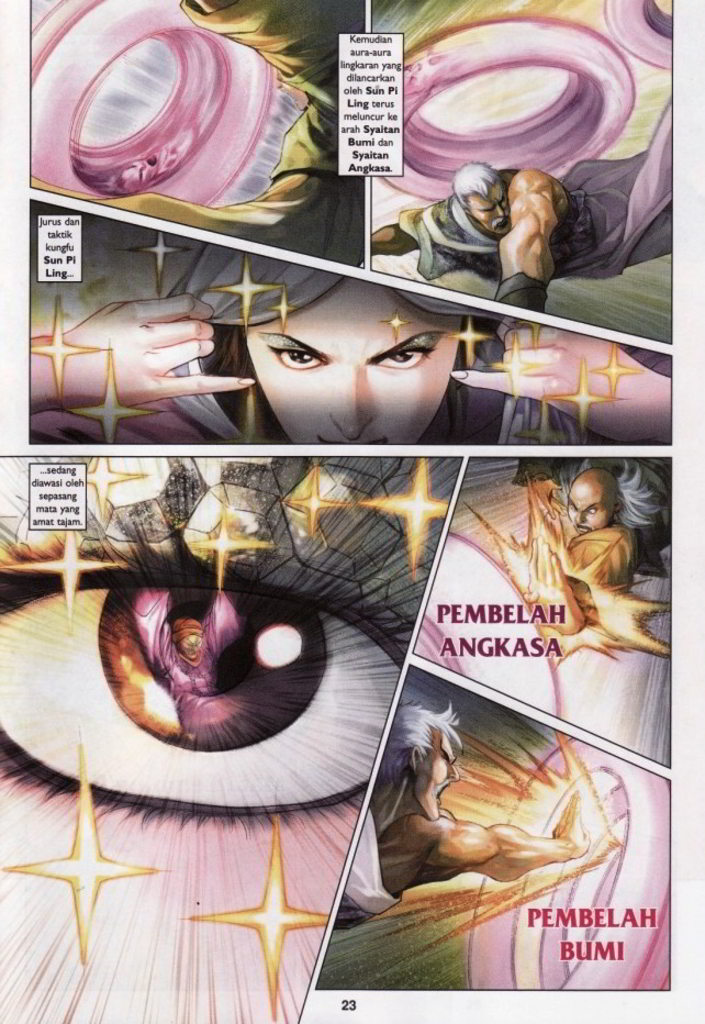 Kemudian
aura-aura
lingkaran yang
dilancarkan
oleh Sun Pi
Ling terus
meluncur ke
arah Syaitan
Bumi dan
Syaitan
Angkasa.
Jurus dan
taktik
kungfu
Sun Pi
Ling...
...sedang
diawasi oleh
sepasang
mata yang
amat tajam.
PEMBELAH
ANGKASA
PEMBELAH
BUMI
23